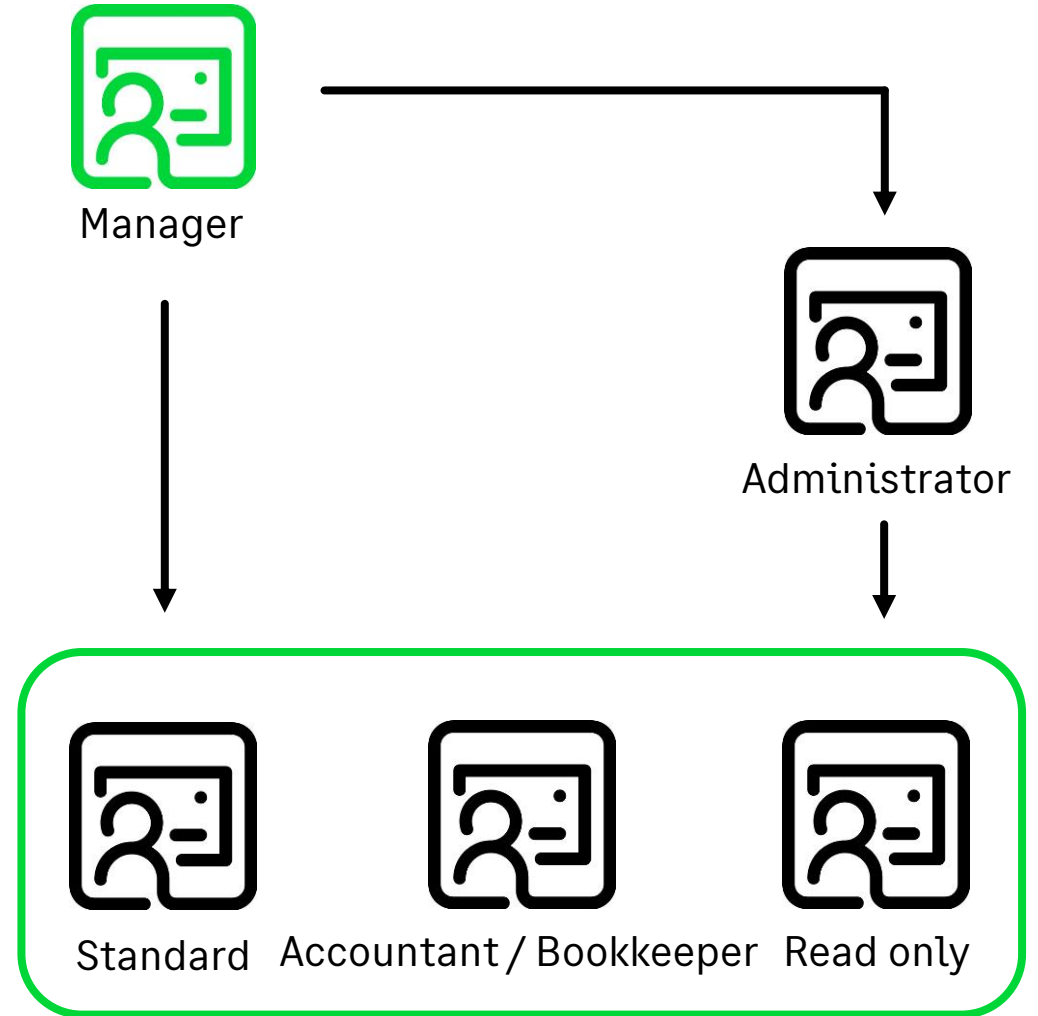 Manager
Administrator
Standard
Accountant / Bookkeeper
Read only